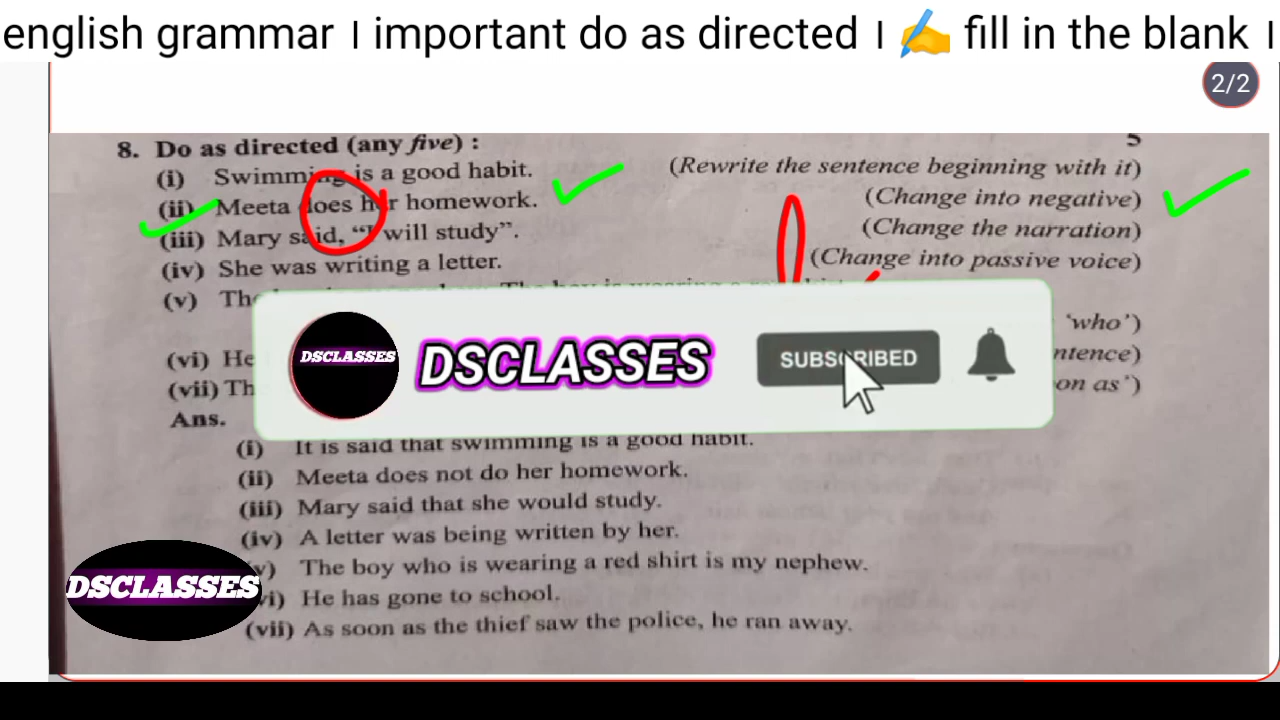 english grammar । important do as directed । ✍️ fill in the blank ।
2/2
8. Do as directed (any five) : 5
(i) Swimming is a good habit. (Rewrite the sentence beginning with it)
(ii) Meeta does her homework. (Change into negative)
(iii) Mary said, “I will study”. (Change the narration)
(iv) She was writing a letter. (Change into passive voice)
(v) The
‘who’)
(vi) He
(vii) Th on as’)
DSCLASSES
DSCLASSES
SUBSCRIBED
Ans.
(i) It is said that swimming is a good habit.
(ii) Meeta does not do her homework.
(iii) Mary said that she would study.
(iv) A letter was being written by her.
v) The boy who is wearing a red shirt is my nephew.
vi) He has gone to school.
(vii) As soon as the thief saw the police, he ran away.
DSCLASSES